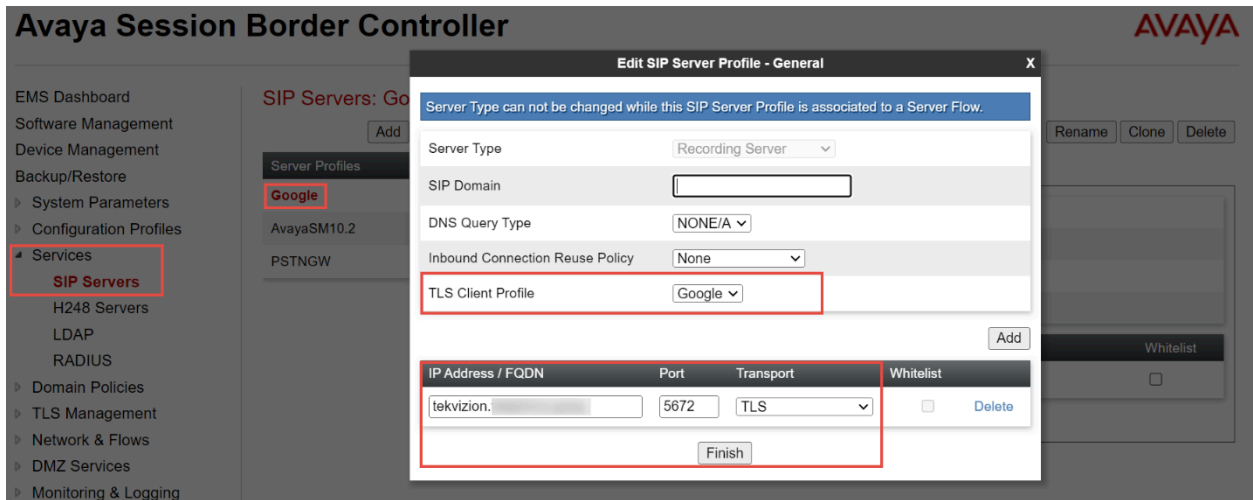 Avaya Session Border Controller
AVAYA
Edit SIP Server Profile - General X
EMS Dashboard
Software Management
Device Management
Backup/Restore
System Parameters
Configuration Profiles
Services
SIP Servers
H248 Servers
LDAP
RADIUS
Domain Policies
TLS Management
Network & Flows
DMZ Services
Monitoring & Logging
SIP Servers: Go
Add
Server Profiles
Google
AvayaSM10.2
PSTNGW
Server Type can not be changed while this SIP Server Profile is associated to a Server Flow.
Server Type Recording Server
SIP Domain
DNS Query Type NONE/A
Inbound Connection Reuse Policy None
TLS Client Profile Google
Add
IP Address / FQDN Port Transport Whitelist
tekvizion. 5672 TLS Delete
Finish
Rename Clone Delete
Whitelist